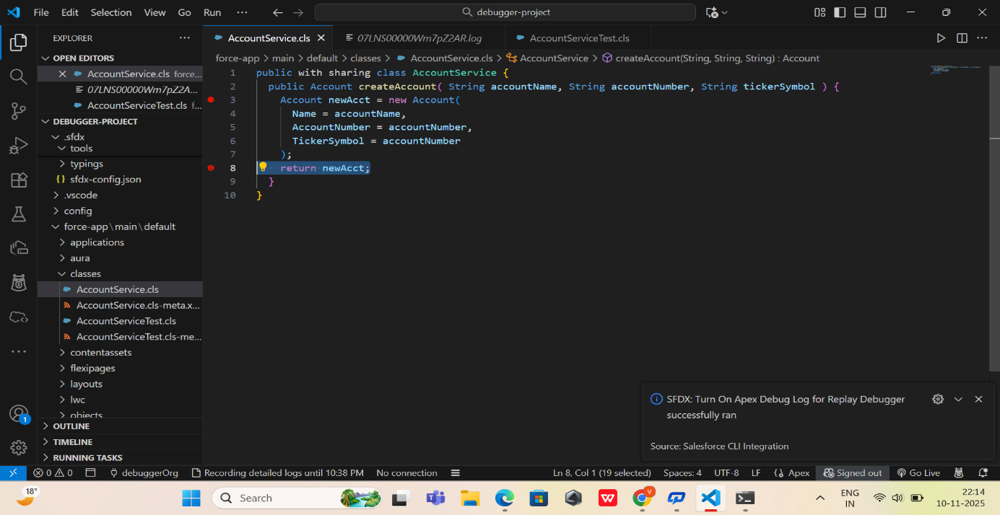 File Edit Selection View Go Run ··· debugger-project
EXPLORER ···
OPEN EDITORS
AccountService.cls force...
07LNS00000Wm7pZ2A...
AccountServiceTest.cls f...
DEBUGGER-PROJECT
.sfdx
tools
typings
{} sfdx-config.json
.vscode
config
force-app\main\default
applications
aura
classes
AccountService.cls
AccountService.cls-meta.x...
AccountServiceTest.cls
AccountServiceTest.cls-me...
contentassets
flexipages
layouts
lwc
objects
OUTLINE
TIMELINE
RUNNING TASKS
1
AccountService.cls 07LNS00000Wm7pZ2AR.log AccountServiceTest.cls
force-app > main > default > classes > AccountService.cls > AccountService > createAccount(String, String, String) : Account
1 public with sharing class AccountService {
2 public Account createAccount( String accountName, String accountNumber, String tickerSymbol ) {
3 Account newAcct = new Account(
4 Name = accountName,
5 AccountNumber = accountNumber,
6 TickerSymbol = accountNumber
7 );
8 return newAcct;
9 }
10 }
SFDX: Turn On Apex Debug Log for Replay Debugger
successfully ran
Source: Salesforce CLI Integration
0 0 debuggerOrg Recording detailed logs until 10:38 PM No connection Ln 8, Col 1 (19 selected) Spaces: 4 UTF-8 LF Apex Signed out Go Live
18° Search V W ENG 22:14
IN 10-11-2025